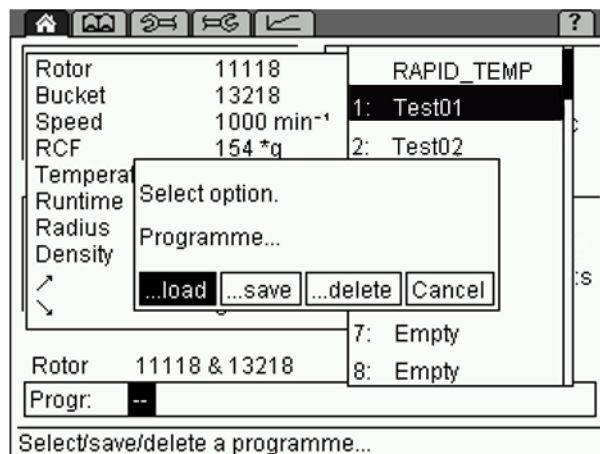 ?
Rotor 11118
Bucket 13218
Speed 1000 min⁻¹
RCF 154 *g
Temperat
Runtime
Radius
Density
RAPID_TEMP
1: Test01
2: Test02
Select option.
Programme...
...load ...save ...delete Cancel
7: Empty
8: Empty
Rotor 11118 & 13218
Progr: --
Select/save/delete a programme...